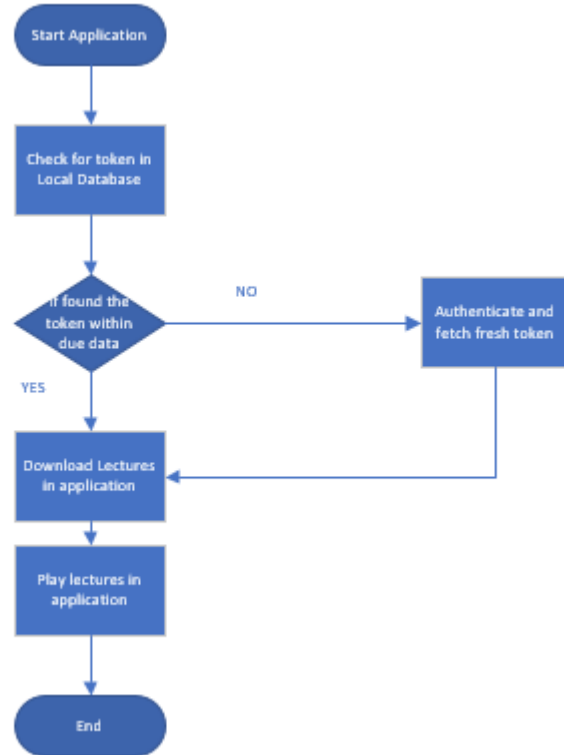 Start Application
Check for token in
Local Database
If found the
token within
due data
NO
Authenticate and
fetch fresh token
YES
Download Lectures
in application
Play lectures in
application
End